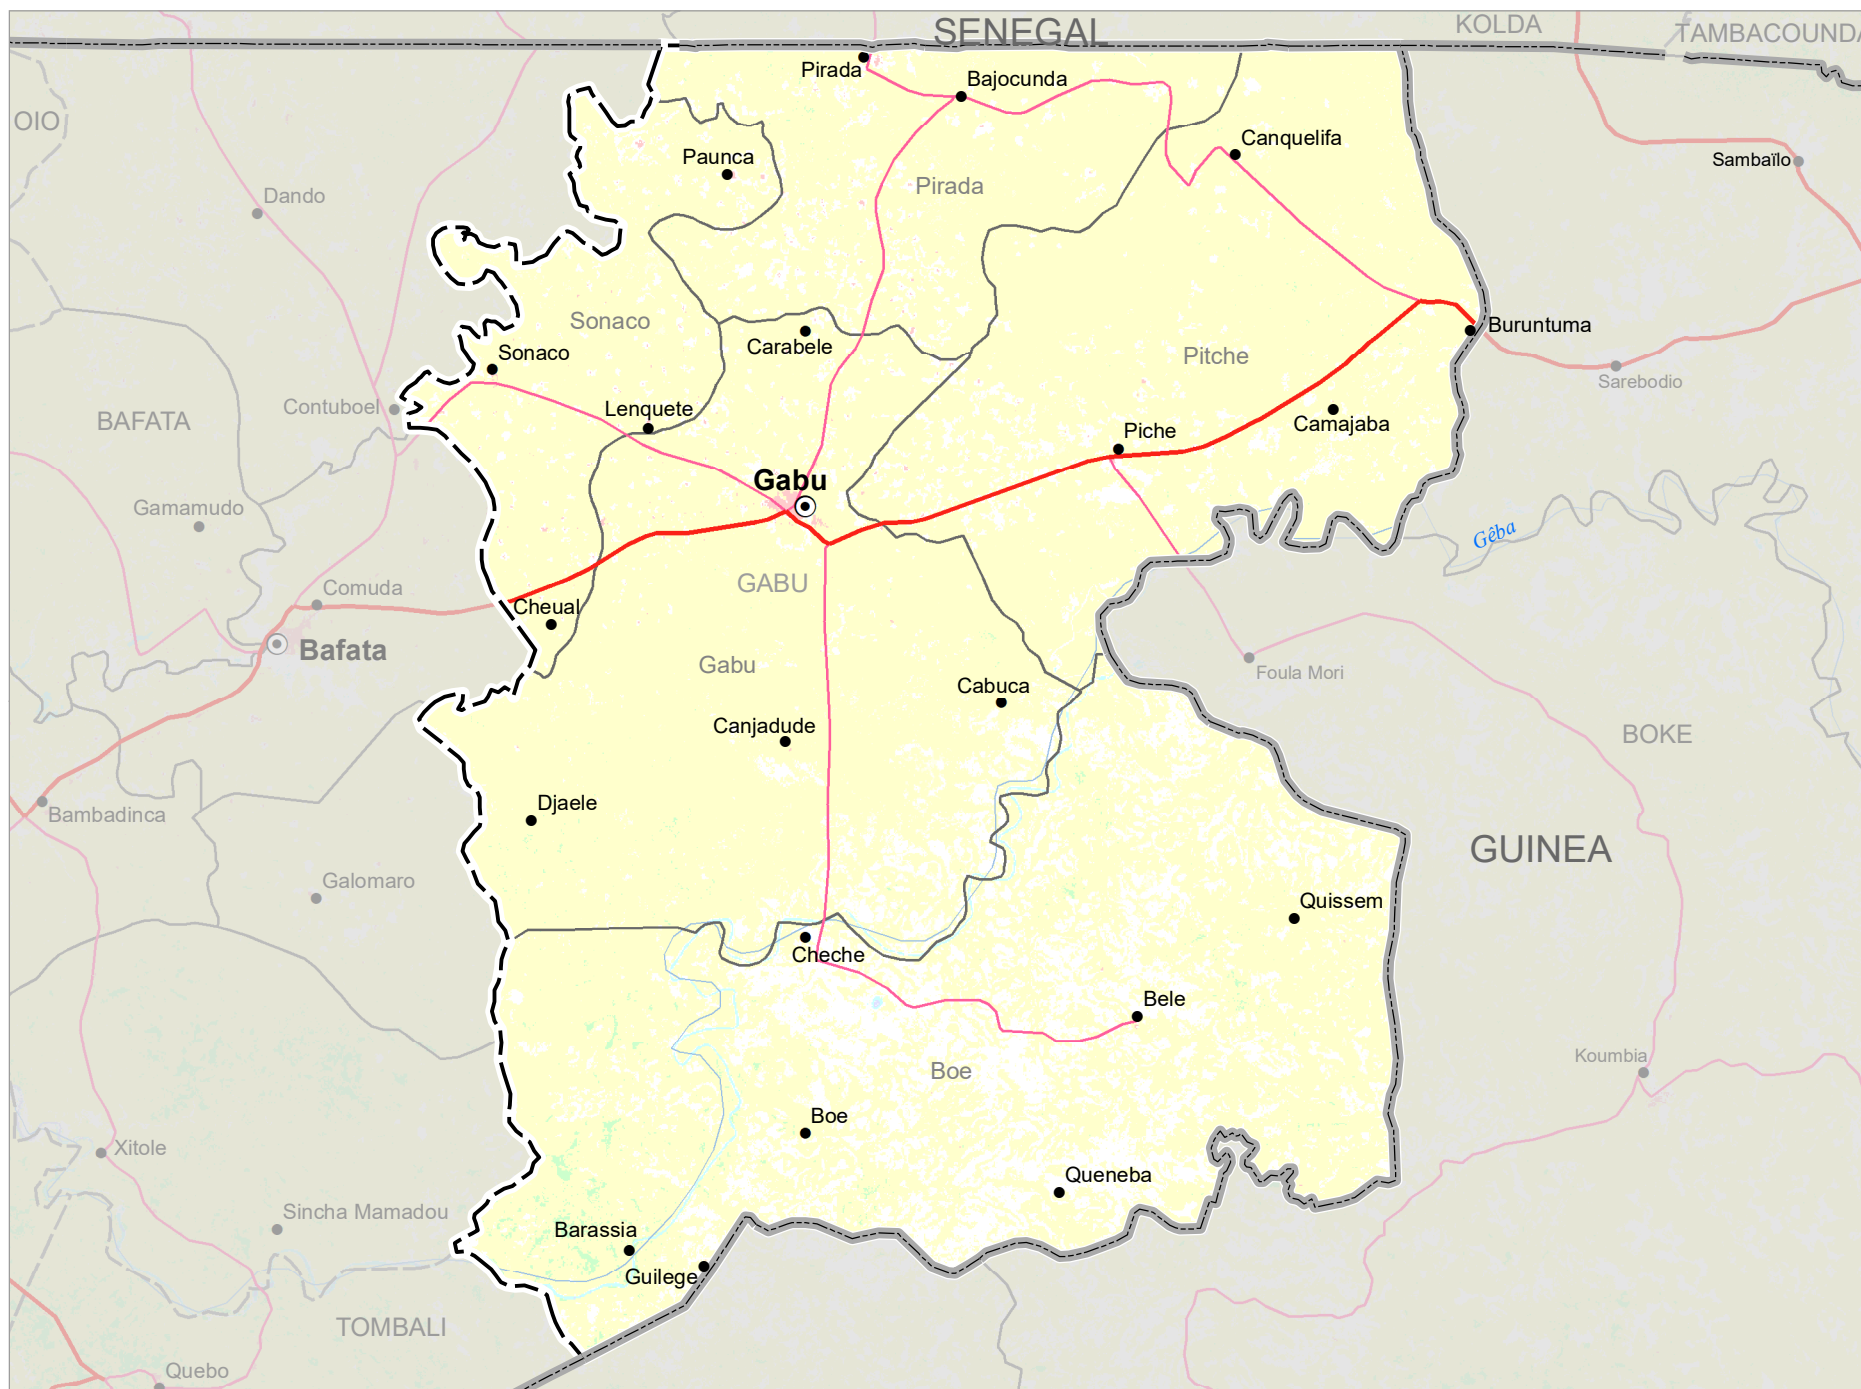 SENEGAL
KOLDA
TAMBACOUNDA
Pirada
Bajocunda
OIO
Canquelifa
Sambaïlo
Paunca
Pirada
Dando
Sonaco
Buruntuma
Carabele
Pitche
Sonaco
Sarebodio
Contuboel
Lenquete
BAFATA
Camajaba
Piche
Gabu
Gamamudo
Gêba
GABU
Comuda
Cheual
Bafata
Gabu
Foula Mori
Cabuca
Canjadude
BOKE
Djaele
Bambadinca
GUINEA
Galomaro
Quissem
Cheche
Bele
Koumbia
Boe
Boe
Xitole
Queneba
Sincha Mamadou
Barassia
Guilege
TOMBALI
Quebo